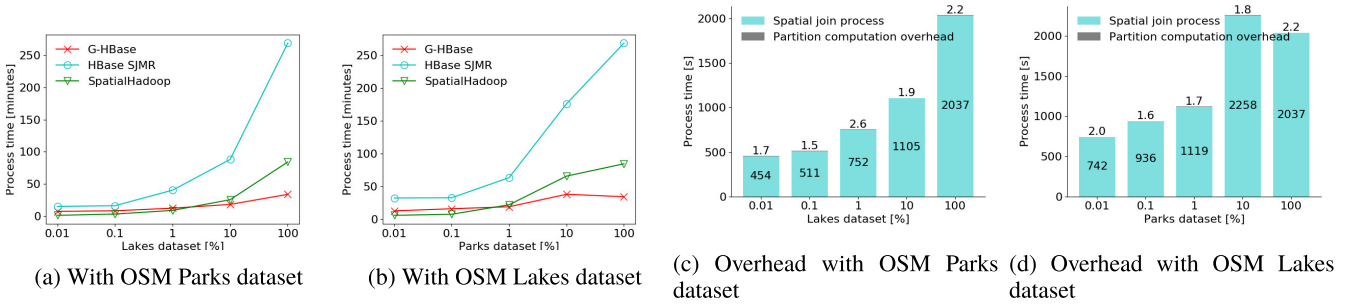 G-HBase
HBase SJMR
SpatialHadoop
Process time [minutes]
250
200
150
100
50
0
0.01 0.1 1 10 100
Lakes dataset [%]
(a) With OSM Parks dataset
G-HBase
HBase SJMR
SpatialHadoop
Process time [minutes]
250
200
150
100
50
0
0.01 0.1 1 10 100
Parks dataset [%]
(b) With OSM Lakes dataset
Spatial join process
Partition computation overhead
Process time [s]
2000
1500
1000
500
0
1.7 1.5 2.6 1.9 2.2
454 511 752 1105 2037
0.01 0.1 1 10 100
Lakes dataset [%]
(c) Overhead with OSM Parks
dataset
Spatial join process
Partition computation overhead
Process time [s]
2000
1500
1000
500
0
2.0 1.6 1.7 1.8 2.2
742 936 1119 2258 2037
0.01 0.1 1 10 100
Parks dataset [%]
(d) Overhead with OSM Lakes
dataset